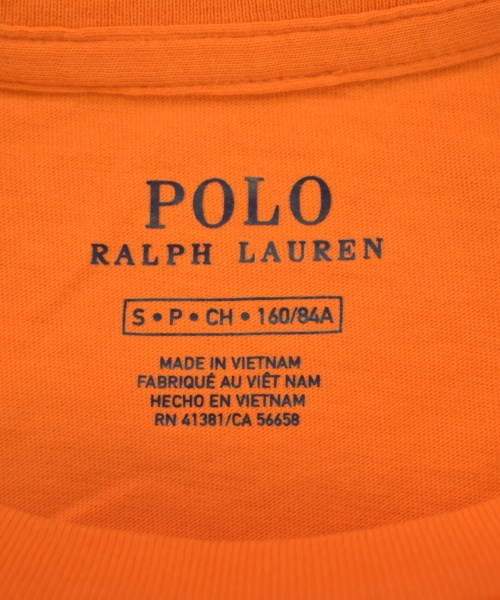 POLO
RALPH LAUREN
S • P • CH • 160/84A
MADE IN VIETNAM
FABRIQUÉ AU VIÊT NAM
HECHO EN VIETNAM
RN 41381/CA 56658